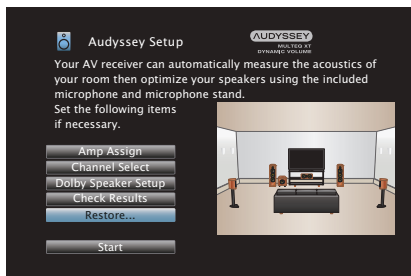 Audyssey Setup
AUDYSSEY
MULTEQ XT
DYNAMIC VOLUME
Your AV receiver can automatically measure the acoustics of
your room then optimize your speakers using the included
microphone and microphone stand.
Set the following items
if necessary.
Amp Assign
Channel Select
Dolby Speaker Setup
Check Results
Restore...
Start